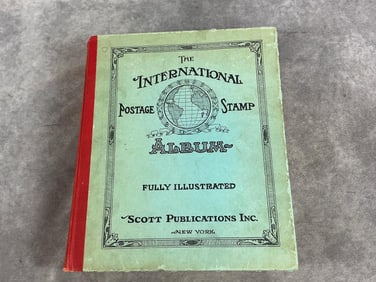 THE
INTERNATIONAL
POSTAGE STAMP
ALBUM
FULLY ILLUSTRATED
SCOTT PUBLICATIONS INC.
NEW YORK